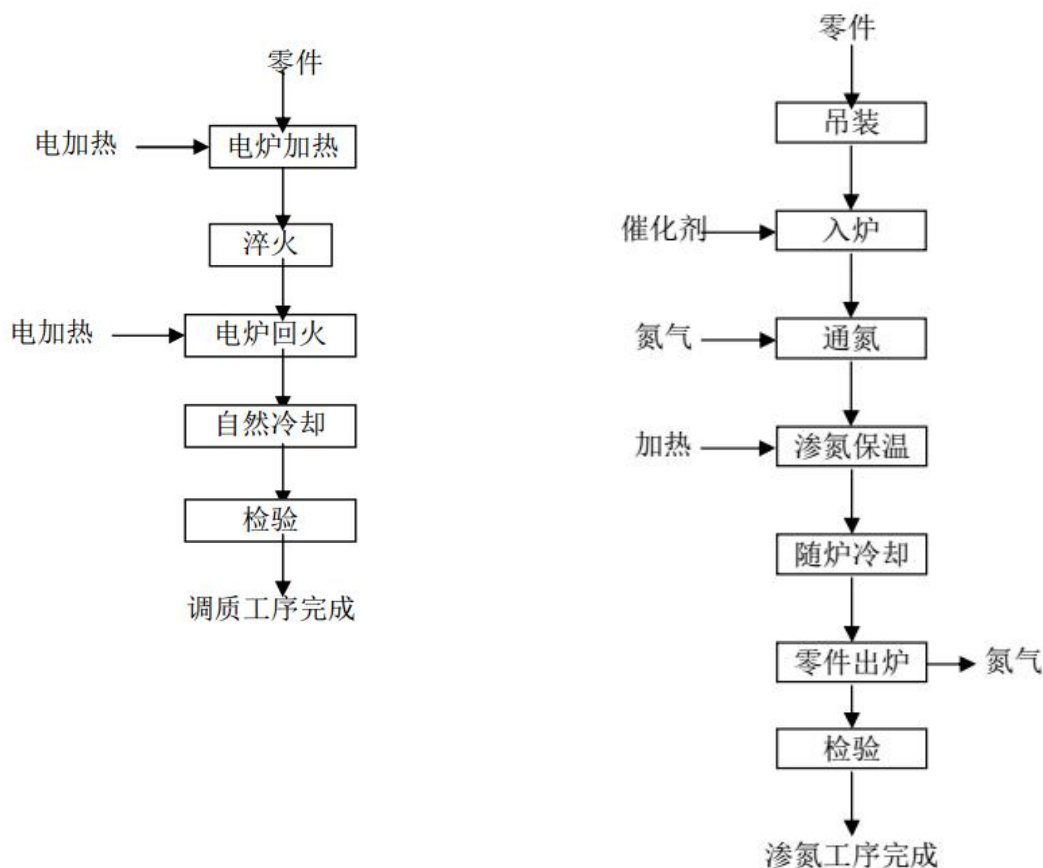 零件
电加热
电炉加热
淬火
电加热
电炉回火
自然冷却
检验
调质工序完成
零件
吊装
催化剂
入炉
氮气
通氮
加热
渗氮保温
随炉冷却
零件出炉
氮气
检验
渗氮工序完成